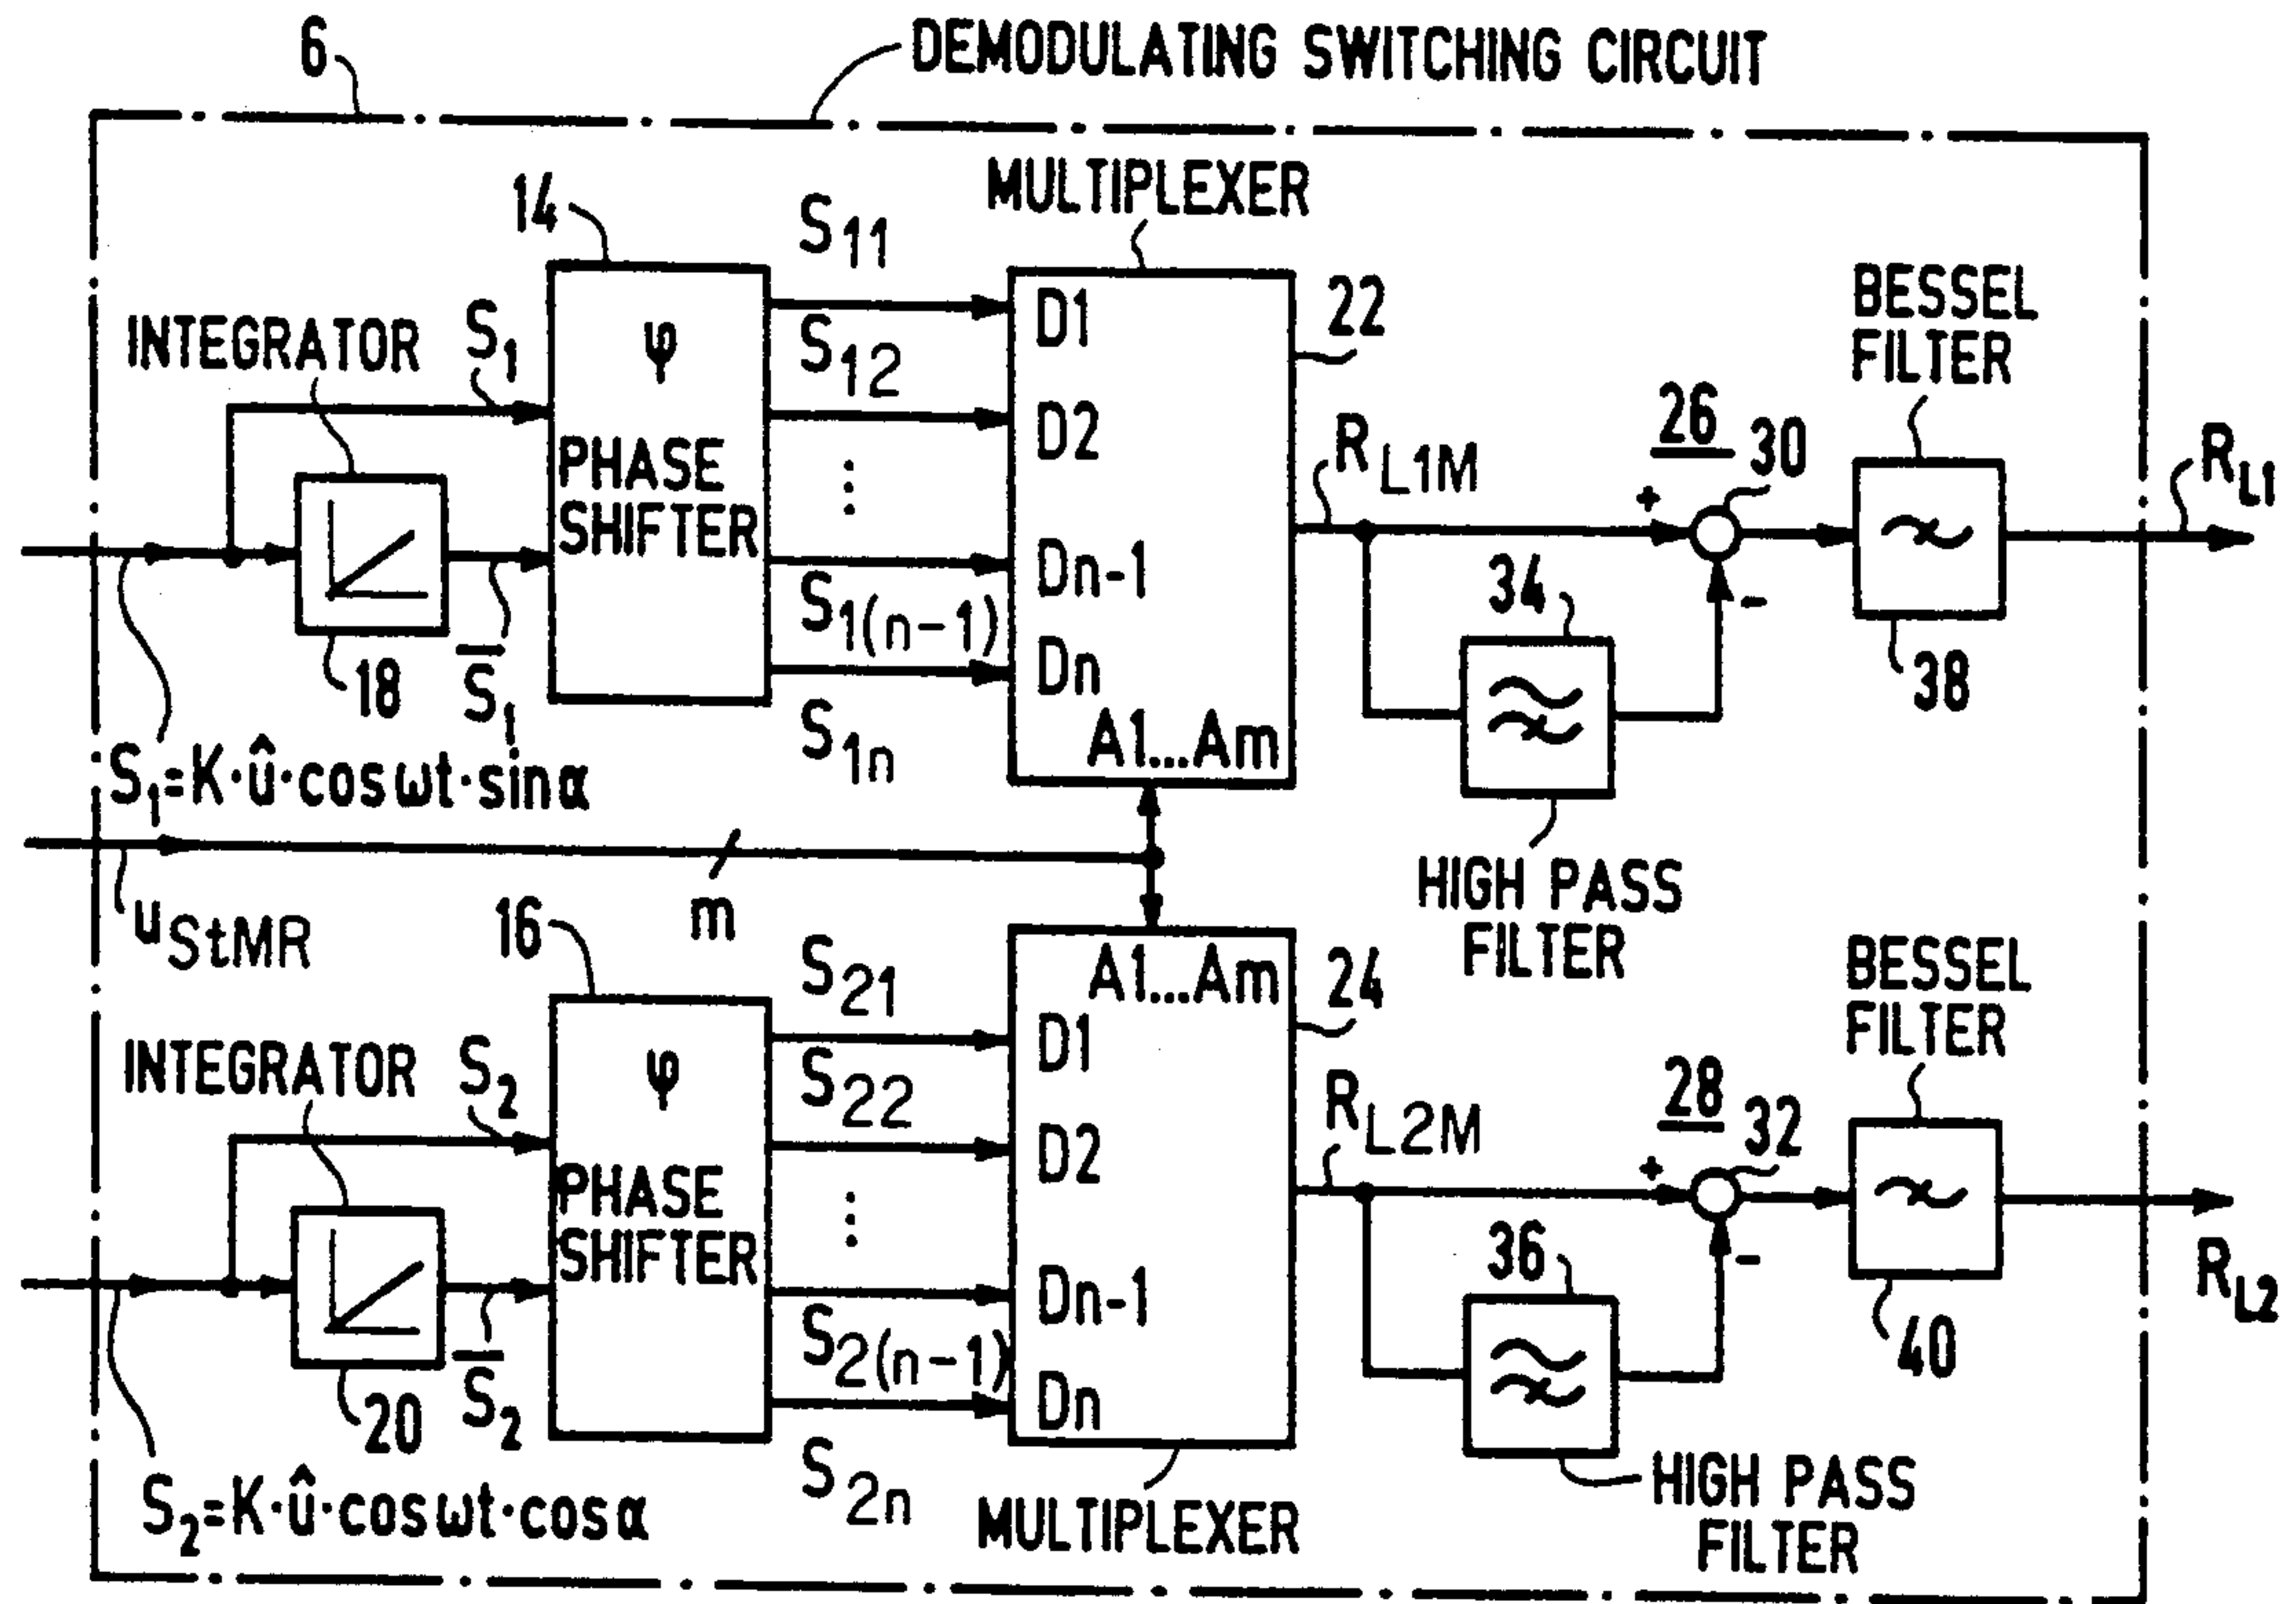 6
DEMODULATING SWITCHING CIRCUIT
14
S11
MULTIPLEXER
INTEGRATOR
S1
φ
PHASE
SHIFTER
S12
D1
D2
⋮
Dn-1
Dn
A1...Am
22
RL1M
26
30
+
-
BESSEL
FILTER
RL1
18
S̅1
S1(n-1)
S1n
34
38
S1=K·û·cosωt·sinα
HIGH PASS
FILTER
uStMR
m
16
S21
A1...Am
24
BESSEL
FILTER
INTEGRATOR
S2
φ
PHASE
SHIFTER
S22
D1
D2
⋮
Dn-1
Dn
RL2M
28
32
+
-
36
RL2
20
S̅2
S2(n-1)
40
S2=K·û·cosωt·cosα
S2n
MULTIPLEXER
HIGH PASS
FILTER